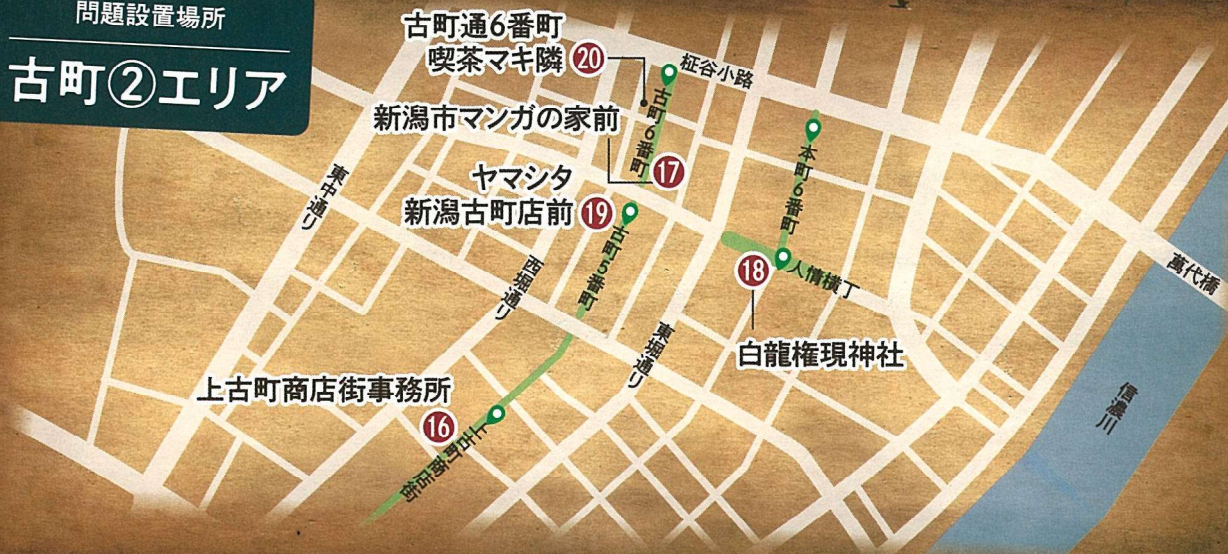 問題設置場所
古町②エリア
古町通6番町
喫茶マキ隣 20
柾谷小路
古町6番町
新潟市マンガの家前
17
本町6番町
ヤマシタ
新潟古町店前 19
古町5番町
東中通り
西堀通り
18
人情横丁
萬代橋
白龍権現神社
東堀通り
信濃川
上古町商店街事務所
16
上古町商店街